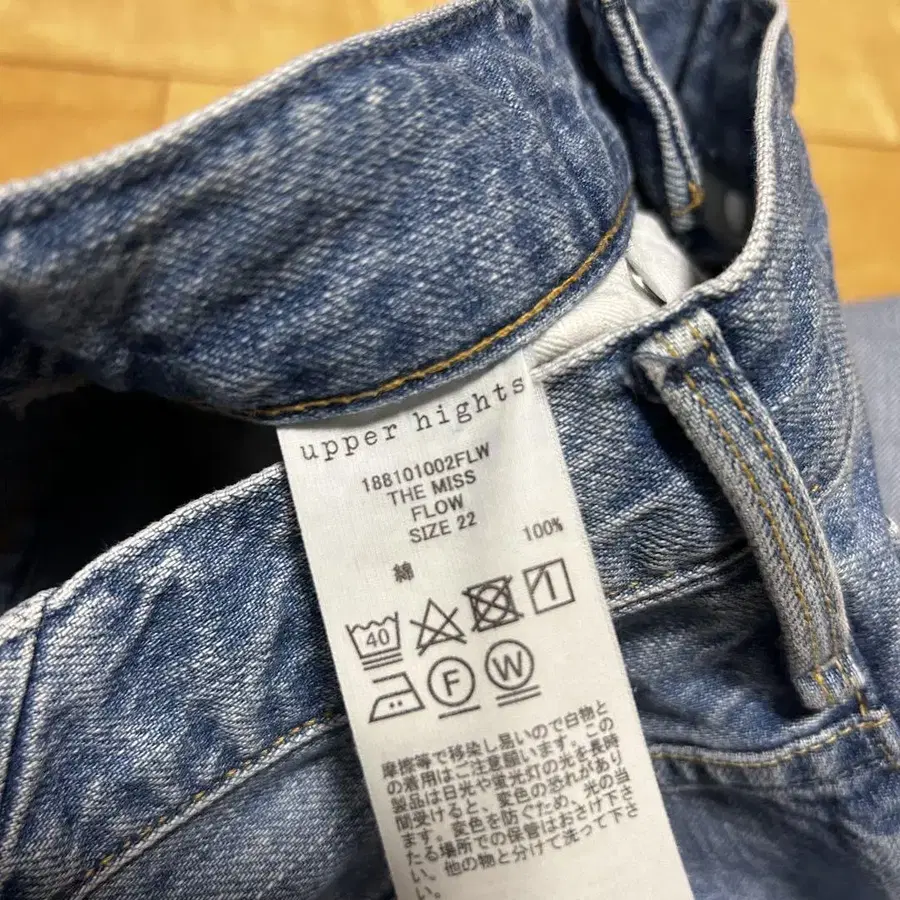 upper hights
188101002FLW
THE MISS
FLOW
SIZE 22
綿 100%
40
F W
摩擦等で移染し易いので白物と
の着用はご注意願います。この
製品は日光や蛍光灯の光を長時
間受けると、変色の恐れがあり
ます。変色を防ぐため、光の当
たる場所での保管はおさけ下さ
い。他の物と分けて洗って下さ
い。